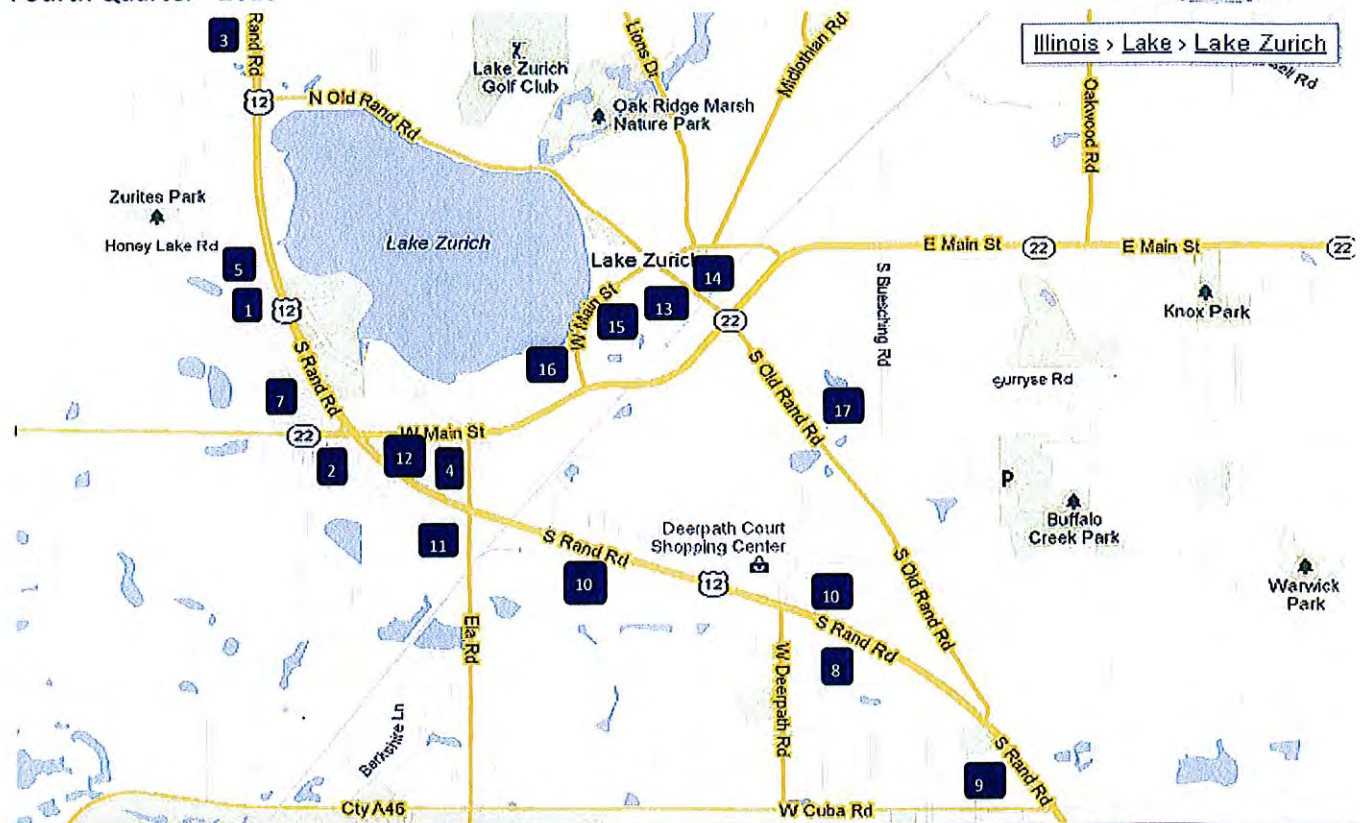 3
Rand Rd
12
N Old Rand Rd
Lake Zurich
Golf Club
Lions Dr
Midlothian Rd
Oak Ridge Marsh
Nature Park
Illinois > Lake > Lake Zurich
Oakwood Rd
Zurites Park
Honey Lake Rd
5
1
12
Lake Zurich
Lake Zurich
14
13
15
W Main St
16
22
E Main St
22
E Main St
22
S Buesching Rd
Knox Park
Surryse Rd
S Rand Rd
7
22
W Main St
2
12
4
11
S Old Rand Rd
17
P
Buffalo
Creek Park
Warwick
Park
Deerpath Court
Shopping Center
S Rand Rd
10
12
10
S Rand Rd
8
S Old Rand Rd
Ela Rd
W Deerpath Rd
Berkshire Ln
9
S Rand Rd
Cty A46
W Cuba Rd